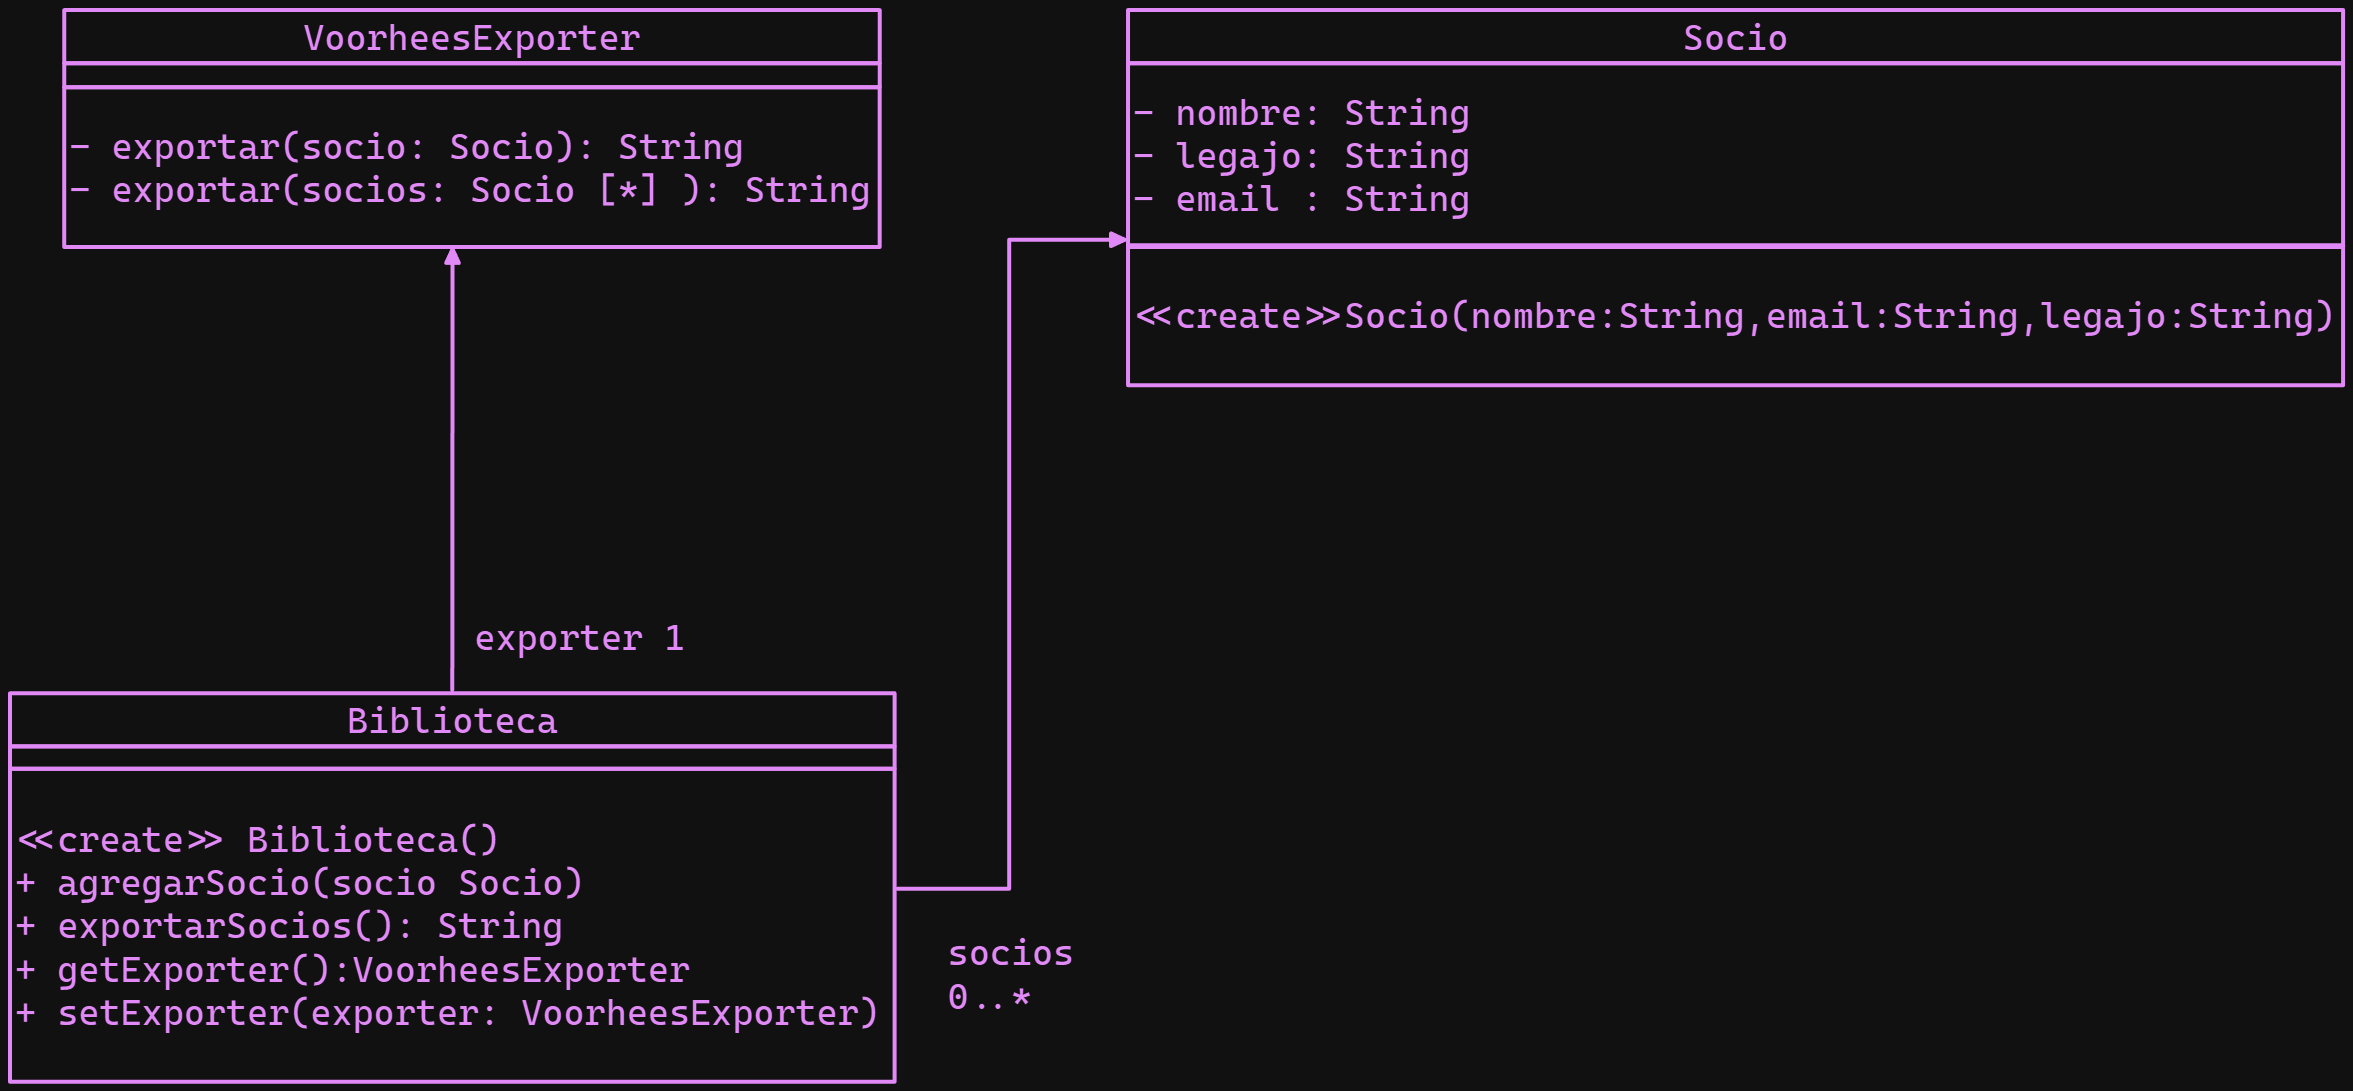 VoorheesExporter
- exportar(socio: Socio): String
- exportar(socios: Socio [*] ): String
Socio
- nombre: String
- legajo: String
- email : String
<<create>>Socio(nombre:String,email:String,legajo:String)
exporter 1
Biblioteca
<<create>> Biblioteca()
+ agregarSocio(socio Socio)
+ exportarSocios(): String
+ getExporter():VoorheesExporter
+ setExporter(exporter: VoorheesExporter)
socios
0..*